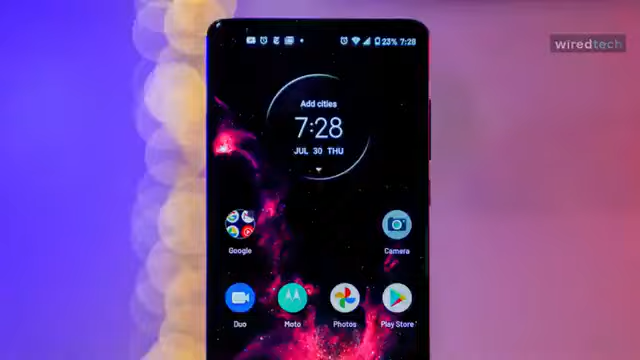 wiredtech
23% 7:28
Add cities
7:28
JUL 30 THU
Google
Camera
Duo
Moto
Photos
Play Store